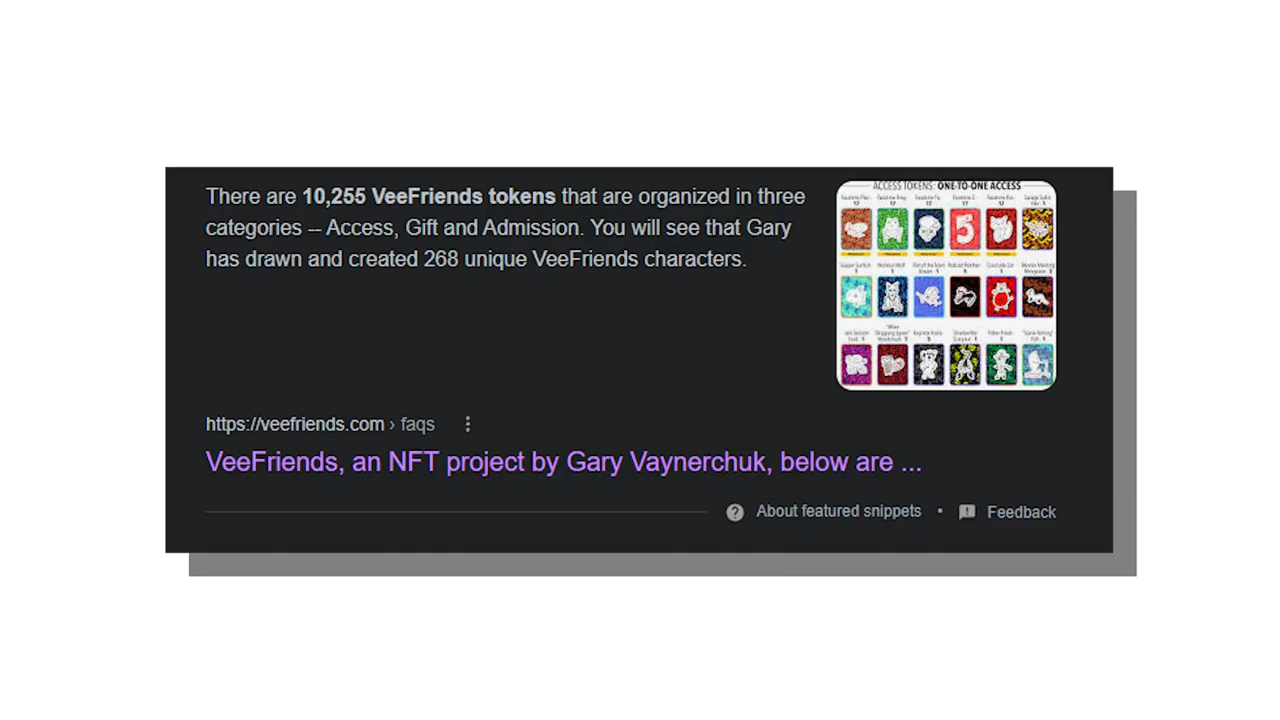 There are 10,255 VeeFriends tokens that are organized in three
categories -- Access, Gift and Admission. You will see that Gary
has drawn and created 268 unique VeeFriends characters.
ACCESS TOKENS: ONE-TO-ONE ACCESS
5
https://veefriends.com › faqs
VeeFriends, an NFT project by Gary Vaynerchuk, below are ...
About featured snippets • Feedback